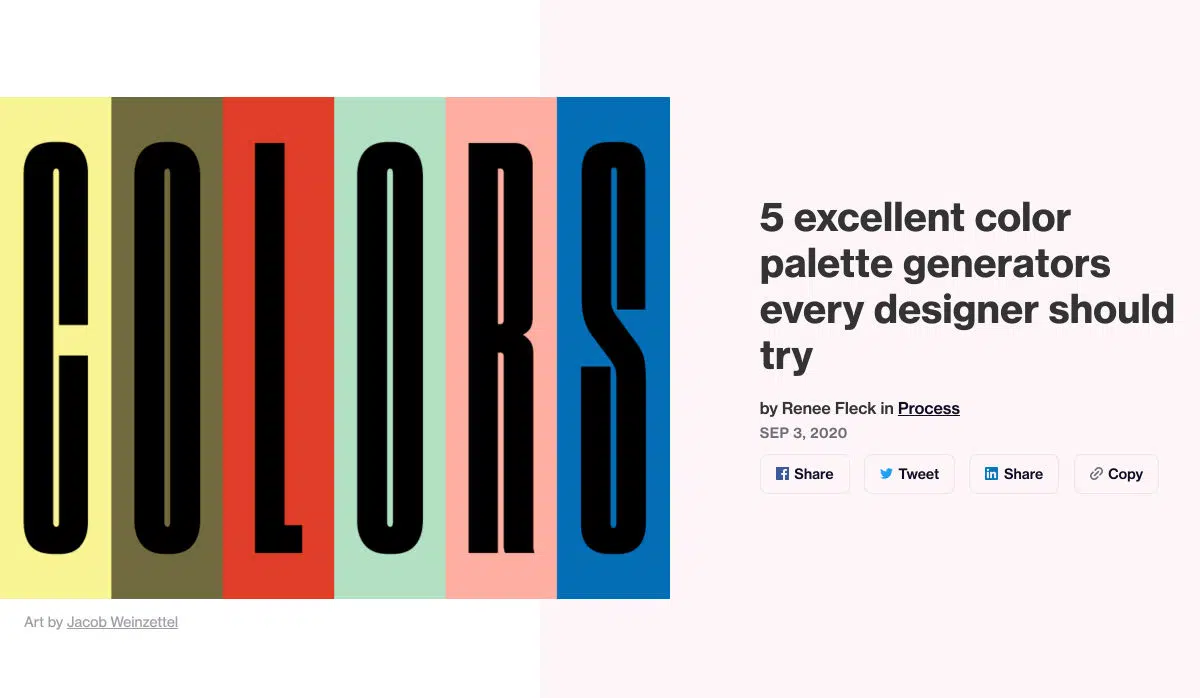 COLORS
5 excellent color
palette generators
every designer should
try
by Renee Fleck in Process
SEP 3, 2020
Share Tweet Share Copy
Art by Jacob Weinzettel